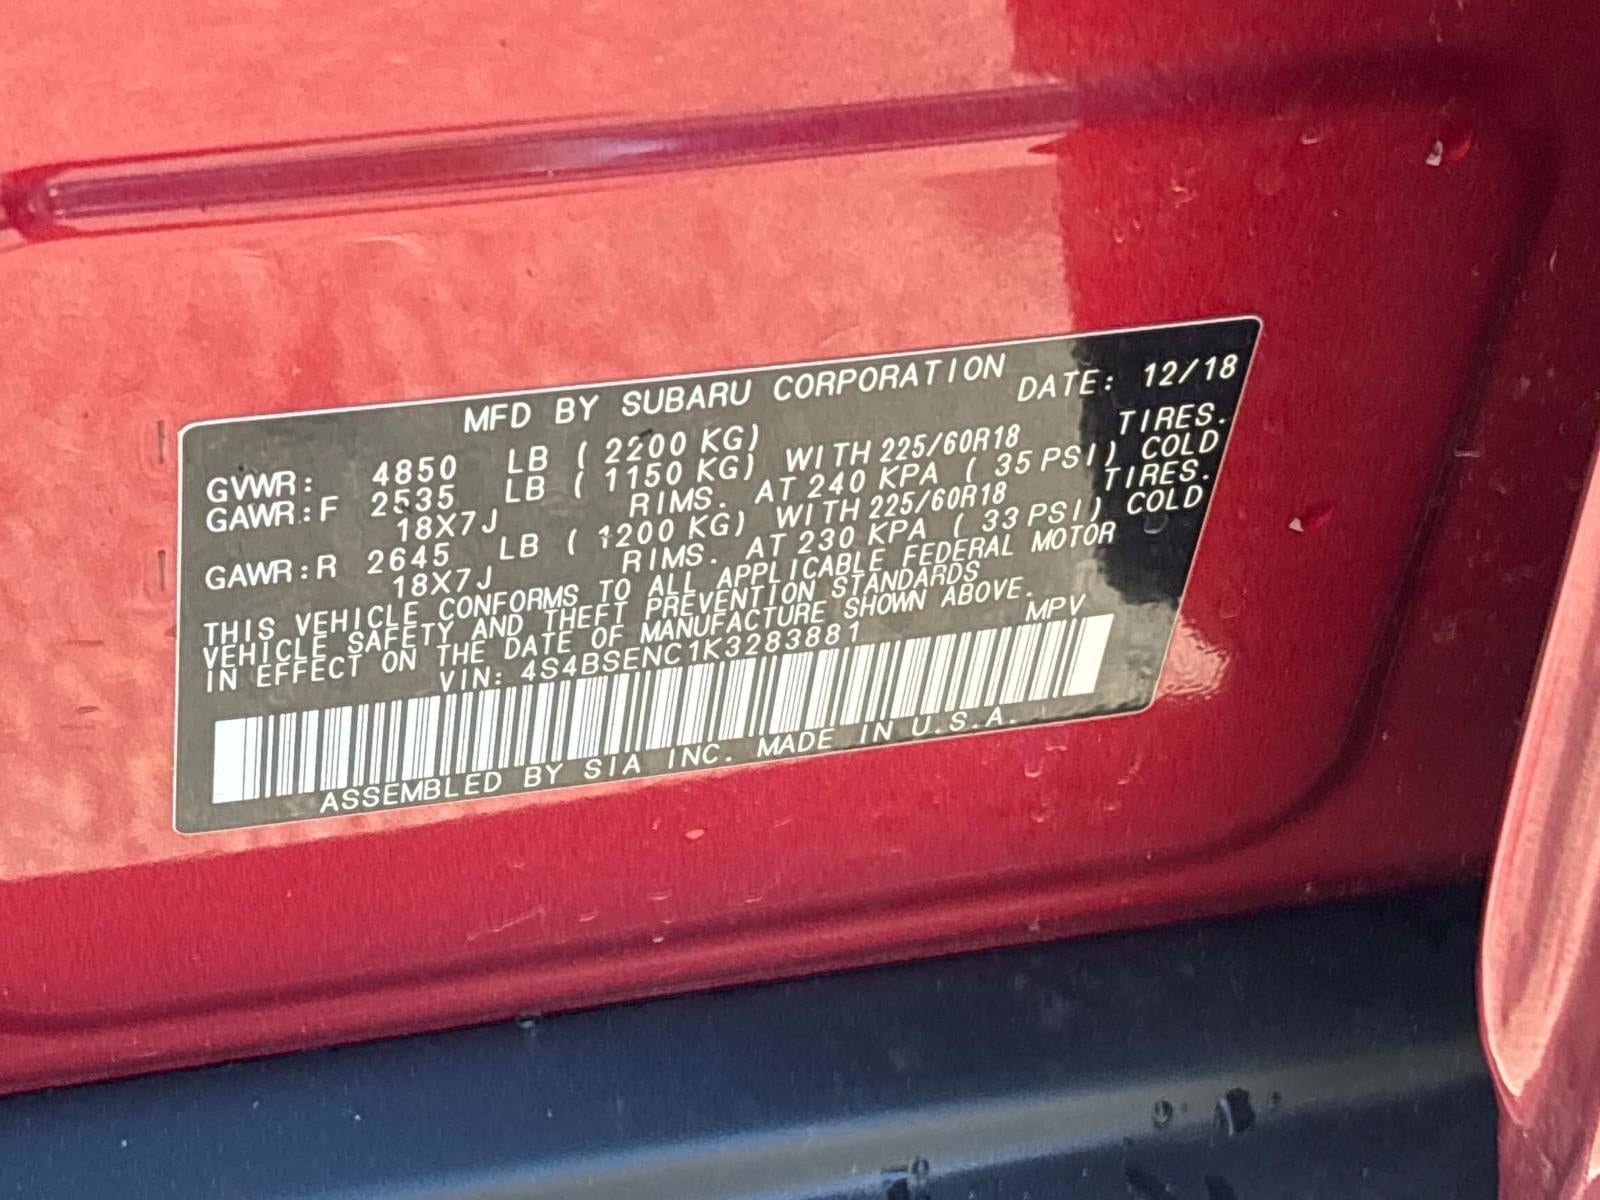 MFD BY SUBARU CORPORATION DATE: 12/18
GVWR: 4850 LB ( 2200 KG)
GAWR:F 2535 LB ( 1150 KG) WITH 225/60R18 TIRES.
18X7J RIMS. AT 240 KPA ( 35 PSI) COLD
GAWR:R 2645 LB ( 1200 KG) WITH 225/60R18 TIRES.
18X7J RIMS. AT 230 KPA ( 33 PSI) COLD
THIS VEHICLE CONFORMS TO ALL APPLICABLE FEDERAL MOTOR
VEHICLE SAFETY AND THEFT PREVENTION STANDARDS
IN EFFECT ON THE DATE OF MANUFACTURE SHOWN ABOVE.
VIN: 4S4BSENC1K3283881 MPV
ASSEMBLED BY SIA INC. MADE IN U.S.A.